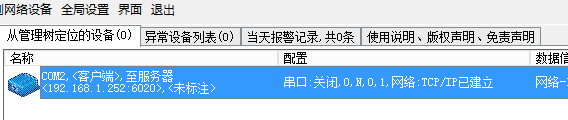 网络设备 全局设置 界面 退出
从管理树定位的设备(0) 异常设备列表(0) 当天报警记录,共0条 使用说明、版权声明、免责声明
名称 配置 数据信
COM2,<客户端>,至服务器 串口:关闭,0,N,0,1,网络:TCP/IP已建立 网络-
<192.168.1.252:6020>,<未标注>